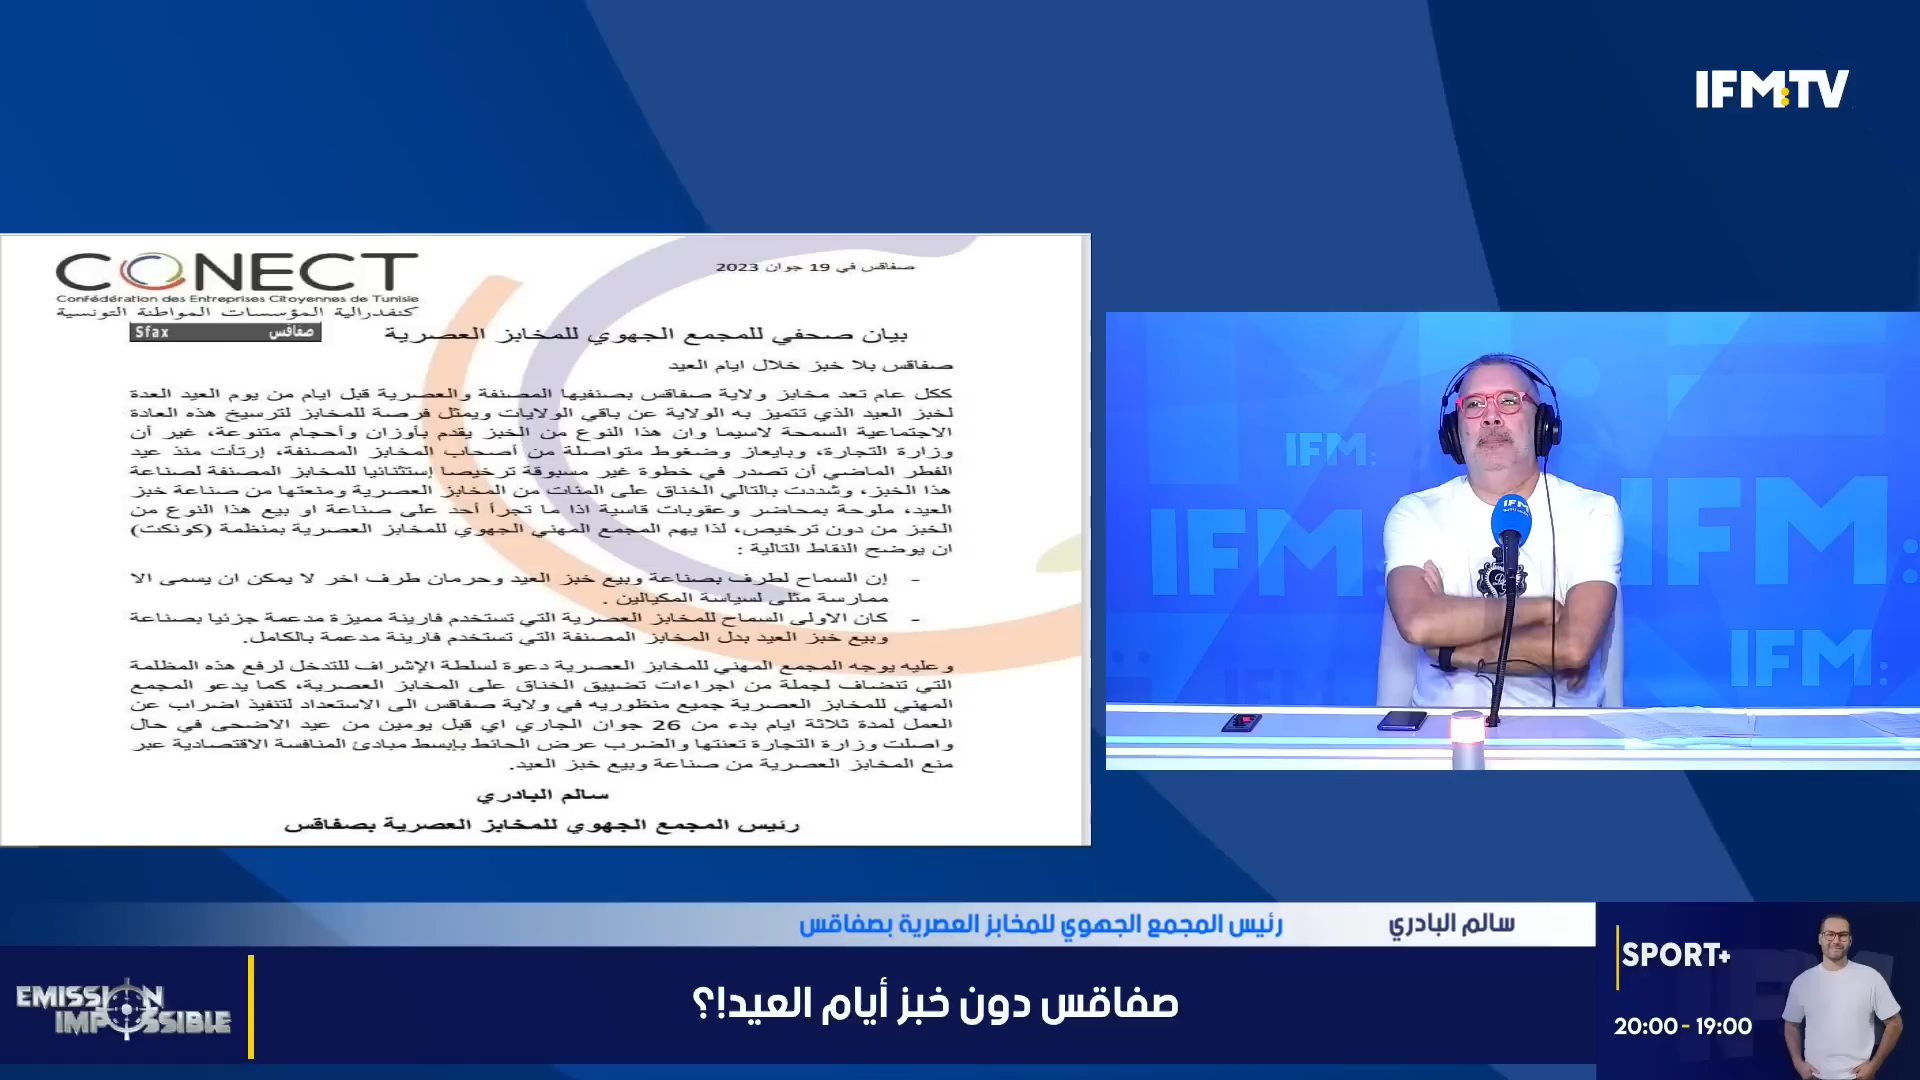 IFM:TV
CONECT
Confédération des Entreprises Citoyennes de Tunisie
كنفدرالية المؤسسات المواطنة التونسية
Sfax صفاقس
صفاقس في 19 جوان 2023
بيان صحفي للمجمع الجهوي للمخابز العصرية
صفاقس بلا خبز خلال ايام العيد
ككل عام تعد مخابز ولاية صفاقس بصنفيها المصنفة والعصرية قبل ايام من يوم العيد العدة
لخبز العيد الذي تتميز به الولاية عن باقي الولايات ويمثل فرصة للمخابز لترسيخ هذه العادة
الاجتماعية السمحة لاسيما وان هذا النوع من الخبز يقدم بأوزان وأحجام متنوعة، غير أن
وزارة التجارة، وبايعاز وضغوط متواصلة من أصحاب المخابز المصنفة، إرتأت منذ عيد
الفطر الماضي أن تصدر في خطوة غير مسبوقة ترخيصا إستثنائيا للمخابز المصنفة لصناعة
هذا الخبز، وشددت بالتالي الخناق على المئات من المخابز العصرية ومنعتها من صناعة خبز
العيد، ملوحة بمحاضر وعقوبات قاسية اذا ما تجرأ أحد على صناعة او بيع هذا النوع من
الخبز من دون ترخيص، لذا يهم المجمع المهني الجهوي للمخابز العصرية بمنظمة (كونكت)
ان يوضح النقاط التالية :
- إن السماح لطرف بصناعة وبيع خبز العيد وحرمان طرف اخر لا يمكن ان يسمى الا
ممارسة مثلى لسياسة المكيالين .
- كان الاولى السماح للمخابز العصرية التي تستخدم فارينة مميزة مدعمة جزئيا بصناعة
وبيع خبز العيد بدل المخابز المصنفة التي تستخدم فارينة مدعمة بالكامل.
وعليه يوجه المجمع المهني للمخابز العصرية دعوة لسلطة الإشراف للتدخل لرفع هذه المظلمة
التي تنضاف لجملة من اجراءات تضييق الخناق على المخابز العصرية، كما يدعو المجمع
المهني للمخابز العصرية جميع منظوريه في ولاية صفاقس الى الاستعداد لتنفيذ اضراب عن
العمل لمدة ثلاثة ايام بدء من 26 جوان الجاري اي قبل يومين من عيد الاضحى في حال
واصلت وزارة التجارة تعنتها والضرب عرض الحائط بإبسط مبادئ المنافسة الاقتصادية عبر
منع المخابز العصرية من صناعة وبيع خبز العيد.
سالم البادري
رئيس المجمع الجهوي للمخابز العصرية بصفاقس
IFM:
IFM:
IFM:
IFM:
IFM
سالم البادري رئيس المجمع الجهوي للمخابز العصرية بصفاقس
صفاقس دون خبز أيام العيد!؟
EMISSION
IMPOSSIBLE
SPORT+
20:00 - 19:00